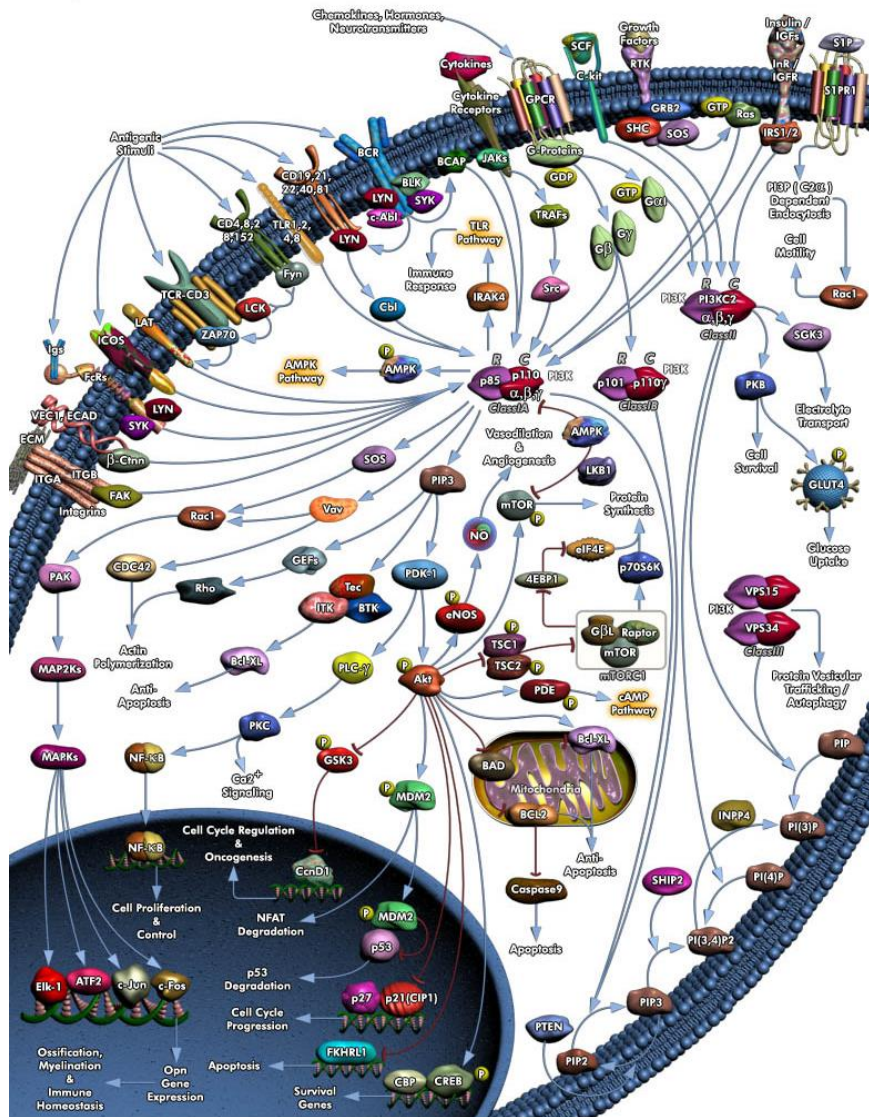 Chemokines, Hormones,
Neurotransmitters
Cytokines
Cytokine
Receptors
GPCR
SCF
C-kit
Growth
Factors
RTK
GRB2
SHC
SOS
GTP
Ras
Insulin /
IGFs
InR /
IGFR
IRS1/2
S1P
S1PR1
Antigenic
Stimuli
BCR
CD19,21,
22,40,81
LYN
BLK
SYK
c-Abl
BCAP
JAKs
G-Proteins
GDP
GTP
Gαi
Gβ
Gγ
TRAFs
PI3P ( C2α )
Dependent
Endocytosis
Cell
Motility
Rac1
CD4,8,2
8,152
TLR1,2,
4,8
LYN
Fyn
TLR
Pathway
Immune
Response
IRAK4
Src
Cbl
TCR-CD3
LCK
ZAP70
LAT
ICOS
Igs
FcRs
LYN
SYK
VEC1, ECAD
ECM
β-Ctnn
ITGA
ITGB
Integrins
FAK
AMPK
Pathway
P
AMPK
R
C
p85
p110
α,β,γ
PI3K
ClassIA
R
C
p101
p110γ
PI3K
ClassIB
R
C
PI3K
PI3KC2
α,β,γ
ClassII
SGK3
PKB
Electrolyte
Transport
Cell
Survival
P
GLUT4
Glucose
Uptake
SOS
Rac1
Vav
PIP3
Vasodilation
&
Angiogenesis
AMPK
LKB1
mTOR
P
Protein
Synthesis
NO
eIF4E
p70S6K
4EBP1
PAK
CDC42
GEFs
Rho
PDK-1
Tec
ITK
BTK
eNOS
P
GβL
Raptor
mTOR
mTORC1
P
TSC1
TSC2
P
VPS15
PI3K
VPS34
ClassIII
Actin
Polymerization
Bcl-XL
Anti-
Apoptosis
PLC-γ
P
Akt
PDE
P
cAMP
Pathway
Protein Vesicular
Trafficking /
Autophagy
MAP2Ks
MAPKs
PKC
NF-κB
Ca2+
Signaling
P
GSK3
P
MDM2
BAD
Bcl-XL
Mitochondria
BCL2
Anti-
Apoptosis
Caspase9
Apoptosis
PIP
INPP4
PI(3)P
SHIP2
PI(4)P
PI(3,4)P2
PIP3
PTEN
PIP2
NF-κB
Cell Proliferation
&
Control
Cell Cycle Regulation
&
Oncogenesis
CcnD1
NFAT
Degradation
P
MDM2
p53
p53
Degradation
p27
p21(CIP1)
Cell Cycle
Progression
FKHRL1
Apoptosis
CBP
CREB
P
Survival
Genes
Elk-1
ATF2
c-Jun
c-Fos
Ossification,
Myelination
&
Immune
Homeostasis
Opn
Gene
Expression